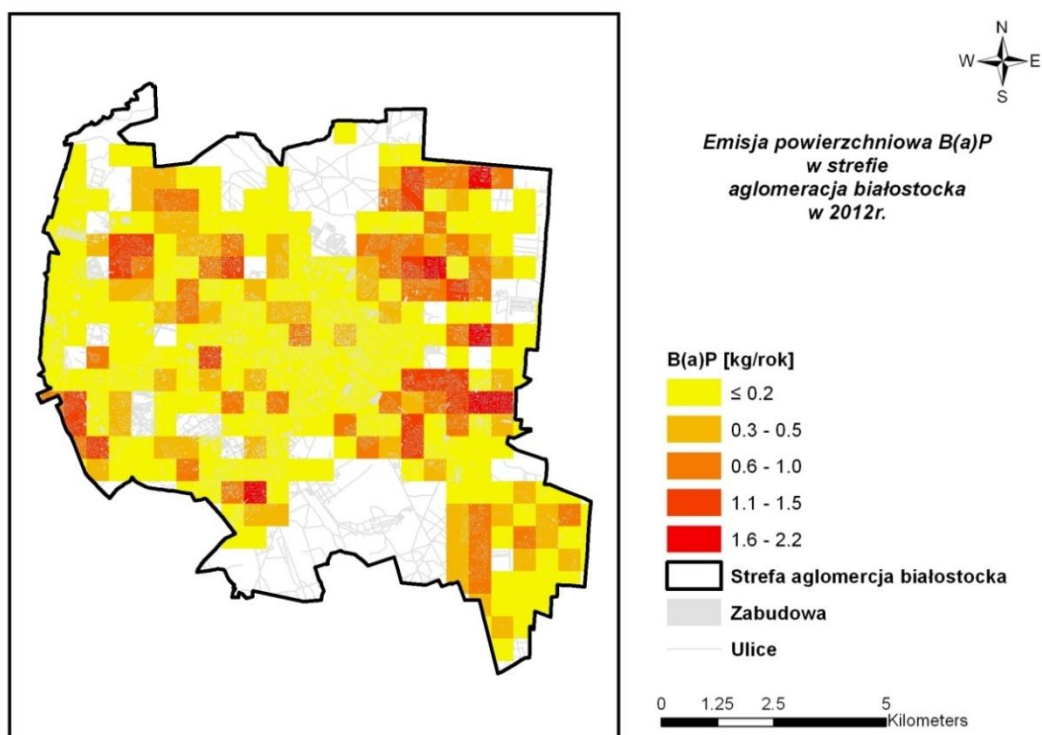 N
W E
S
Emisja powierzchniowa B(a)P
w strefie
aglomeracja białostocka
w 2012r.
B(a)P [kg/rok]
≤ 0.2
0.3 - 0.5
0.6 - 1.0
1.1 - 1.5
1.6 - 2.2
Strefa aglomercja białostocka
Zabudowa
Ulice
0 1.25 2.5 5
Kilometers